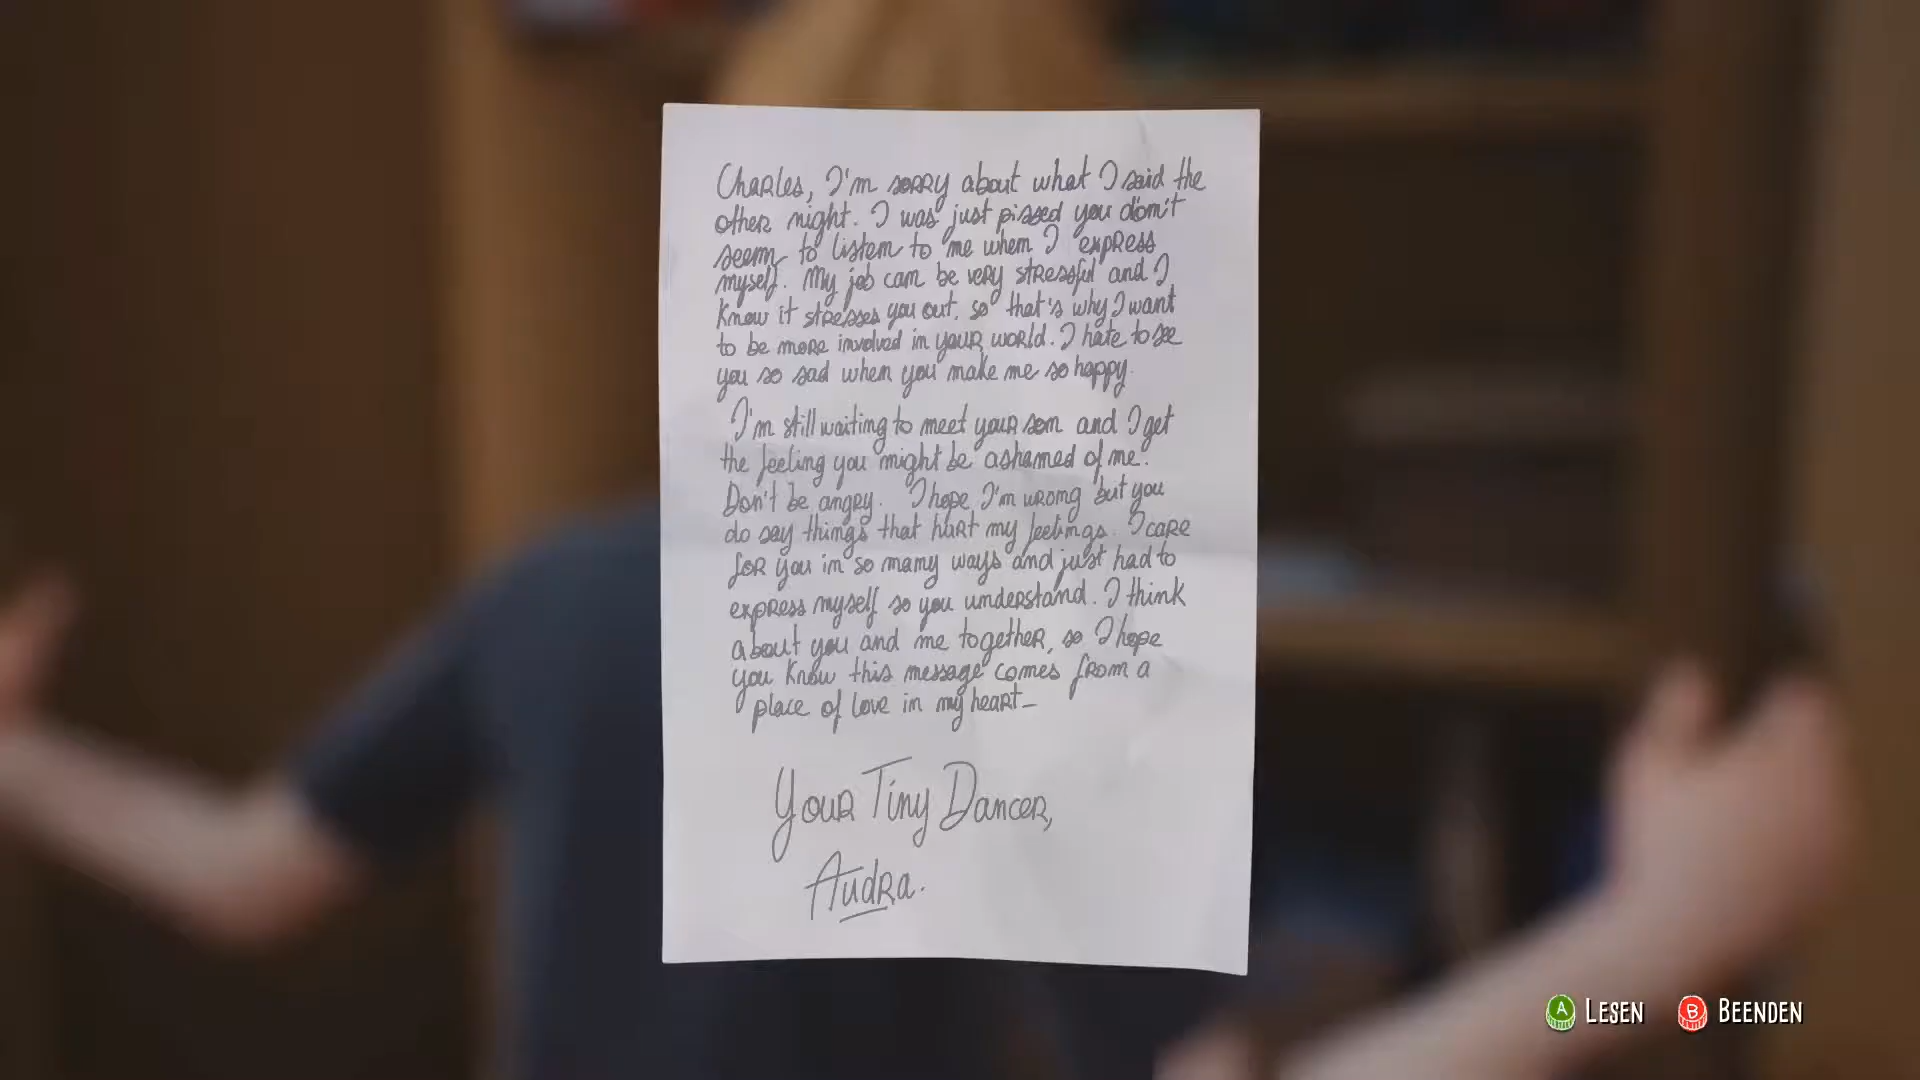 Charles, I'm sorry about what I said the
other night. I was just pissed you don't
seem to listen to me when I express
myself. My job can be very stressful and I
know it stresses you out, so that's why I want
to be more involved in your world. I hate to see
you so sad when you make me so happy.
I'm still waiting to meet your son and I get
the feeling you might be ashamed of me.
Don't be angry. I hope I'm wrong but you
do say things that hurt my feelings. I care
for you in so many ways and just had to
express myself so you understand. I think
about you and me together, so I hope
you know this message comes from a
place of love in my heart—
Your Tiny Dancer,
Audra.
A LESEN B BEENDEN